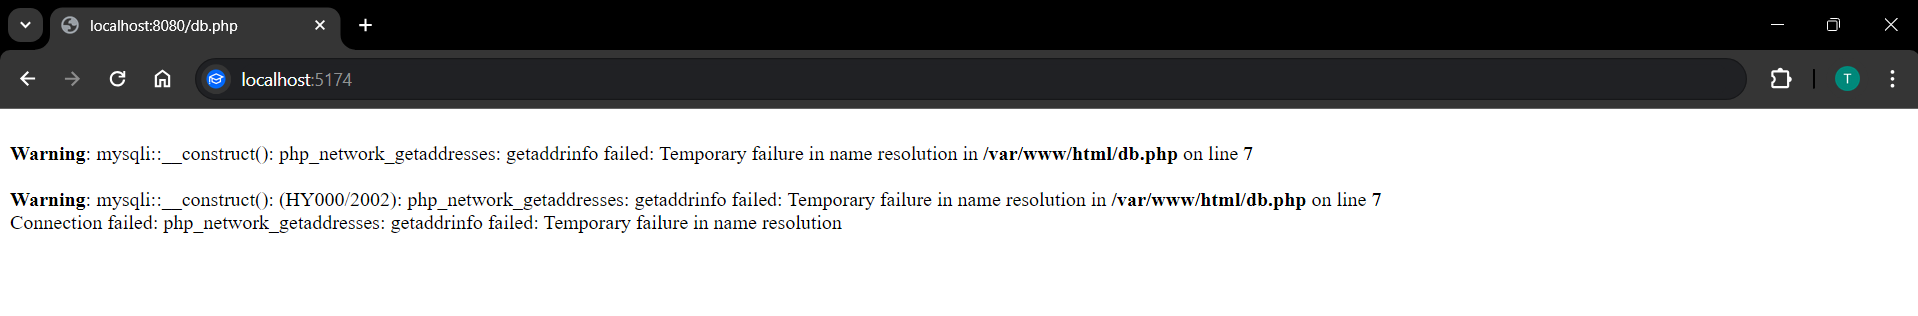 localhost:8080/db.php
localhost:5174
T
Warning: mysqli::__construct(): php_network_getaddresses: getaddrinfo failed: Temporary failure in name resolution in /var/www/html/db.php on line 7
Warning: mysqli::__construct(): (HY000/2002): php_network_getaddresses: getaddrinfo failed: Temporary failure in name resolution in /var/www/html/db.php on line 7
Connection failed: php_network_getaddresses: getaddrinfo failed: Temporary failure in name resolution